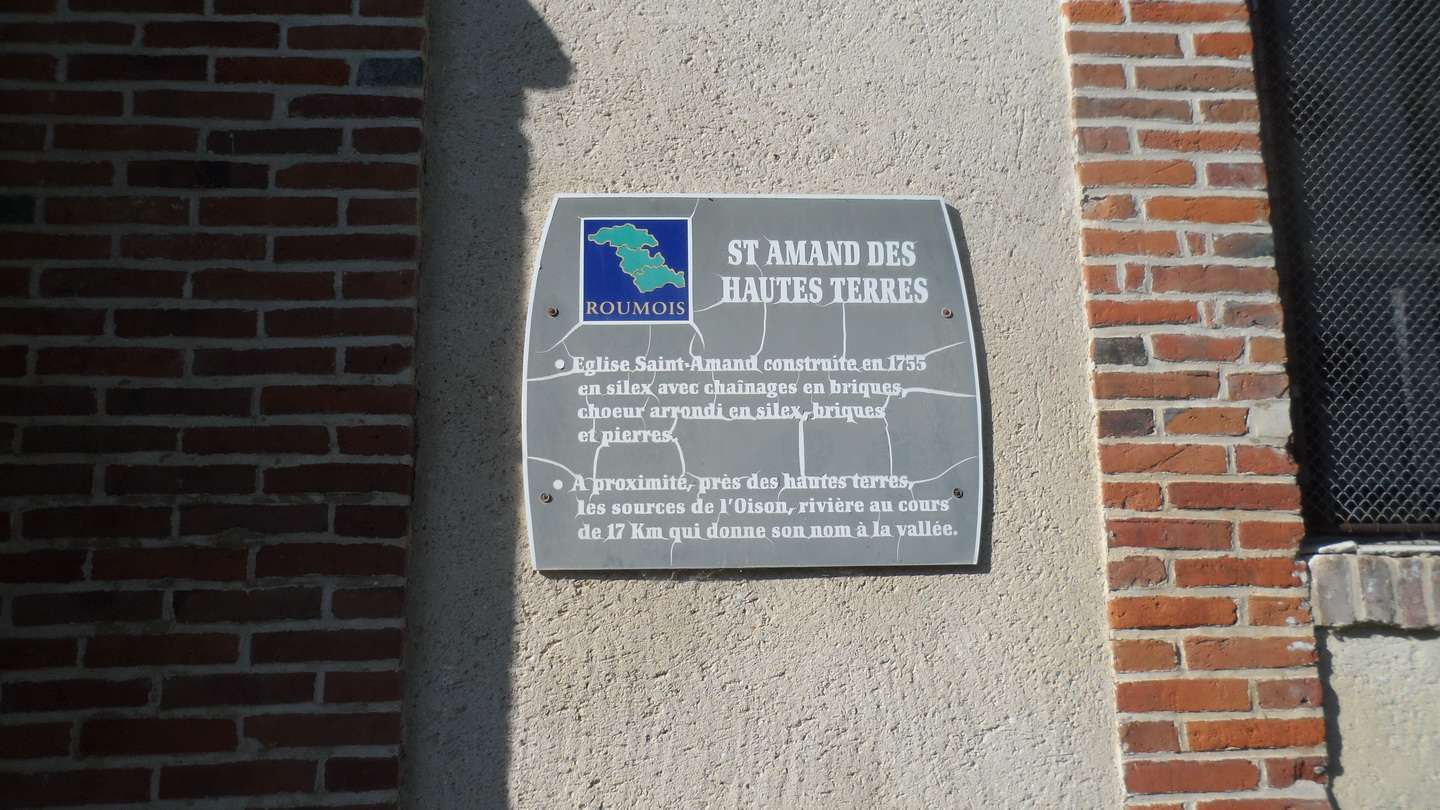 ROUMOIS
ST AMAND DES
HAUTES TERRES
• Eglise Saint-Amand construite en 1755
en silex avec chaînages en briques,
choeur arrondi en silex, briques
et pierres.
• A proximité, près des hautes terres,
les sources de l'Oison, rivière au cours
de 17 Km qui donne son nom à la vallée.